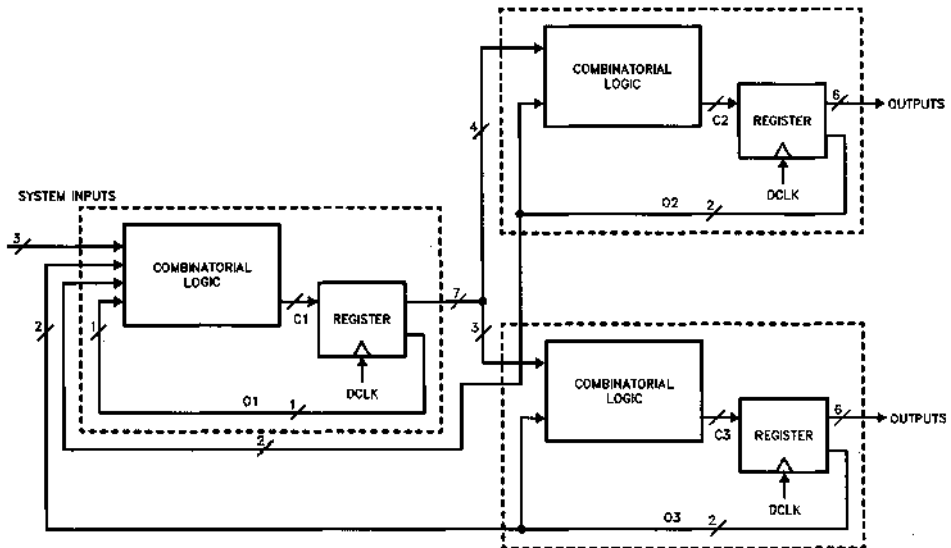 COMBINATORIAL
LOGIC
C2
REGISTER
6
OUTPUTS
DCLK
4
O2
2
SYSTEM INPUTS
3
COMBINATORIAL
LOGIC
C1
REGISTER
7
DCLK
2
1
O1
1
2
3
COMBINATORIAL
LOGIC
C3
REGISTER
6
OUTPUTS
DCLK
O3
2